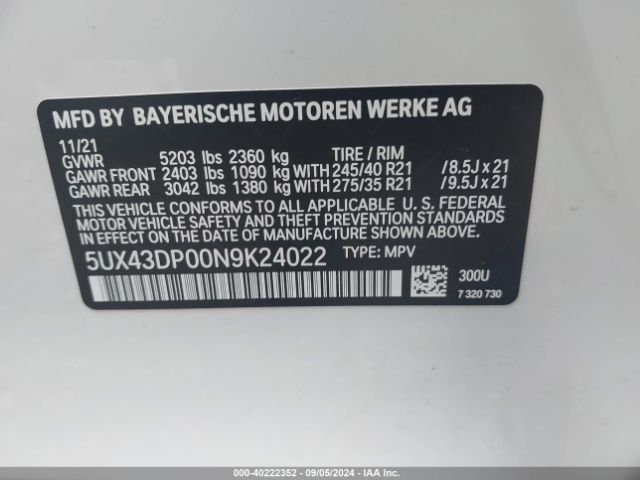 MFD BY BAYERISCHE MOTOREN WERKE AG
11/21
GVWR 5203 lbs 2360 kg TIRE / RIM
GAWR FRONT 2403 lbs 1090 kg WITH 245/40 R21 / 8.5J x 21
GAWR REAR 3042 lbs 1380 kg WITH 275/35 R21 / 9.5J x 21
THIS VEHICLE CONFORMS TO ALL APPLICABLE U. S. FEDERAL
MOTOR VEHICLE SAFETY, BUMPER AND THEFT PREVENTION STANDARDS
IN EFFECT ON THE DATE OF MANUFACTURE SHOWN ABOVE.
5UX43DP00N9K24022 TYPE: MPV
300U
7 320 730
000-40222352 - 09/05/2024 - IAAI.COM